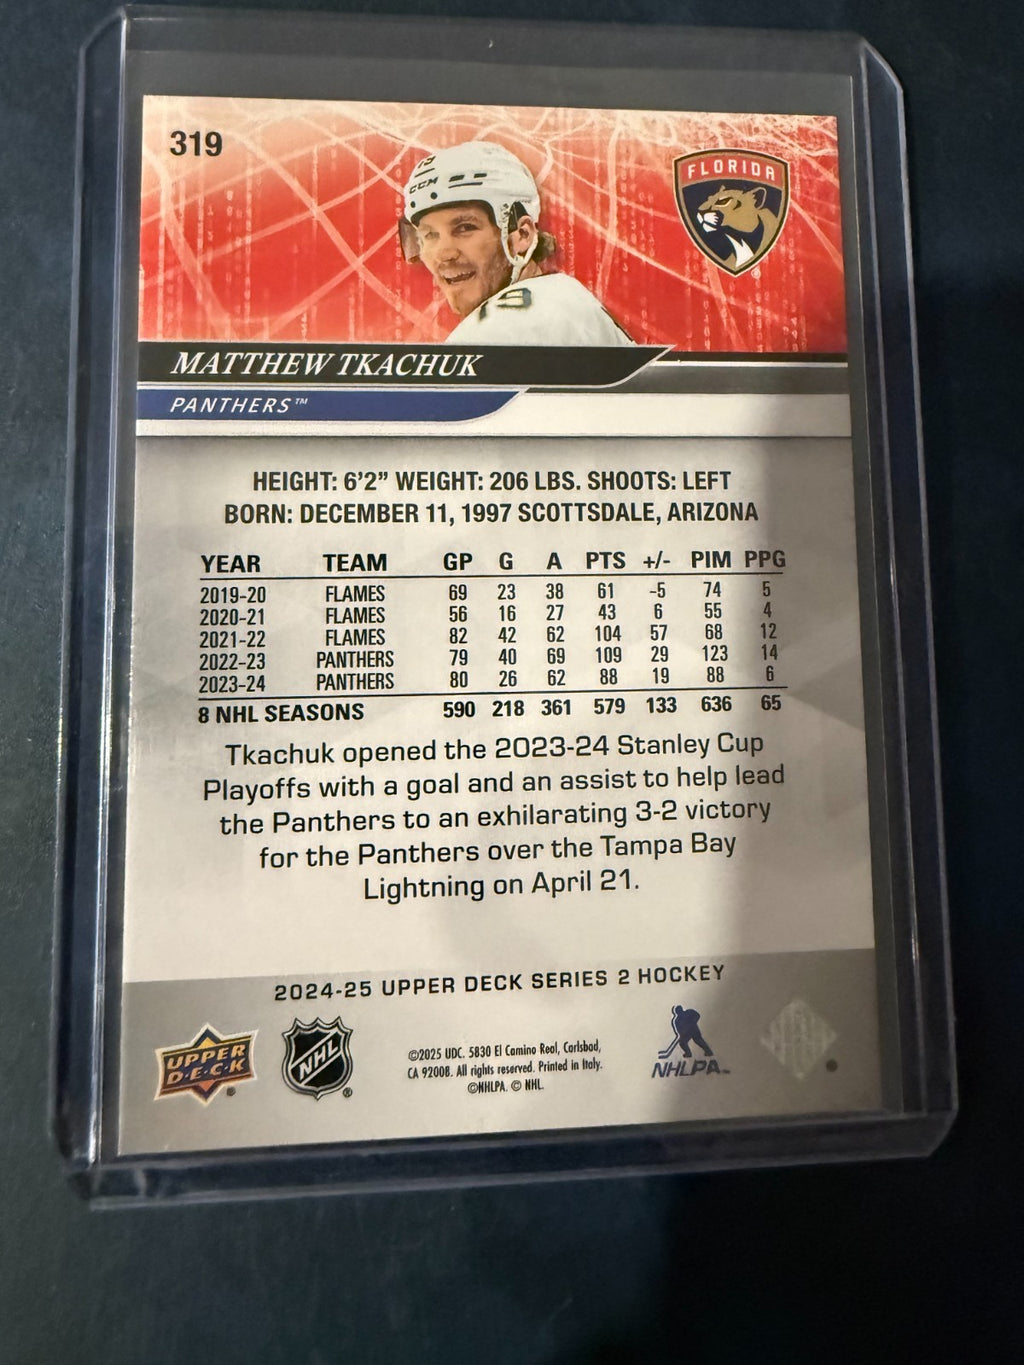 319
CCM
FLORIDA
79
MATTHEW TKACHUK
PANTHERS™
HEIGHT: 6'2" WEIGHT: 206 LBS. SHOOTS: LEFT
BORN: DECEMBER 11, 1997 SCOTTSDALE, ARIZONA
YEAR TEAM GP G A PTS +/- PIM PPG
2019-20 FLAMES 69 23 38 61 -5 74 5
2020-21 FLAMES 56 16 27 43 6 55 4
2021-22 FLAMES 82 42 62 104 57 68 12
2022-23 PANTHERS 79 40 69 109 29 123 14
2023-24 PANTHERS 80 26 62 88 19 88 6
8 NHL SEASONS 590 218 361 579 133 636 65
Tkachuk opened the 2023-24 Stanley Cup
Playoffs with a goal and an assist to help lead
the Panthers to an exhilarating 3-2 victory
for the Panthers over the Tampa Bay
Lightning on April 21.
2024-25 UPPER DECK SERIES 2 HOCKEY
UPPER
D·E·C·K
®
NHL
®
©2025 UDC. 5830 El Camino Real, Carlsbad,
CA 92008. All rights reserved. Printed in Italy.
©NHLPA. © NHL.
NHLPA™